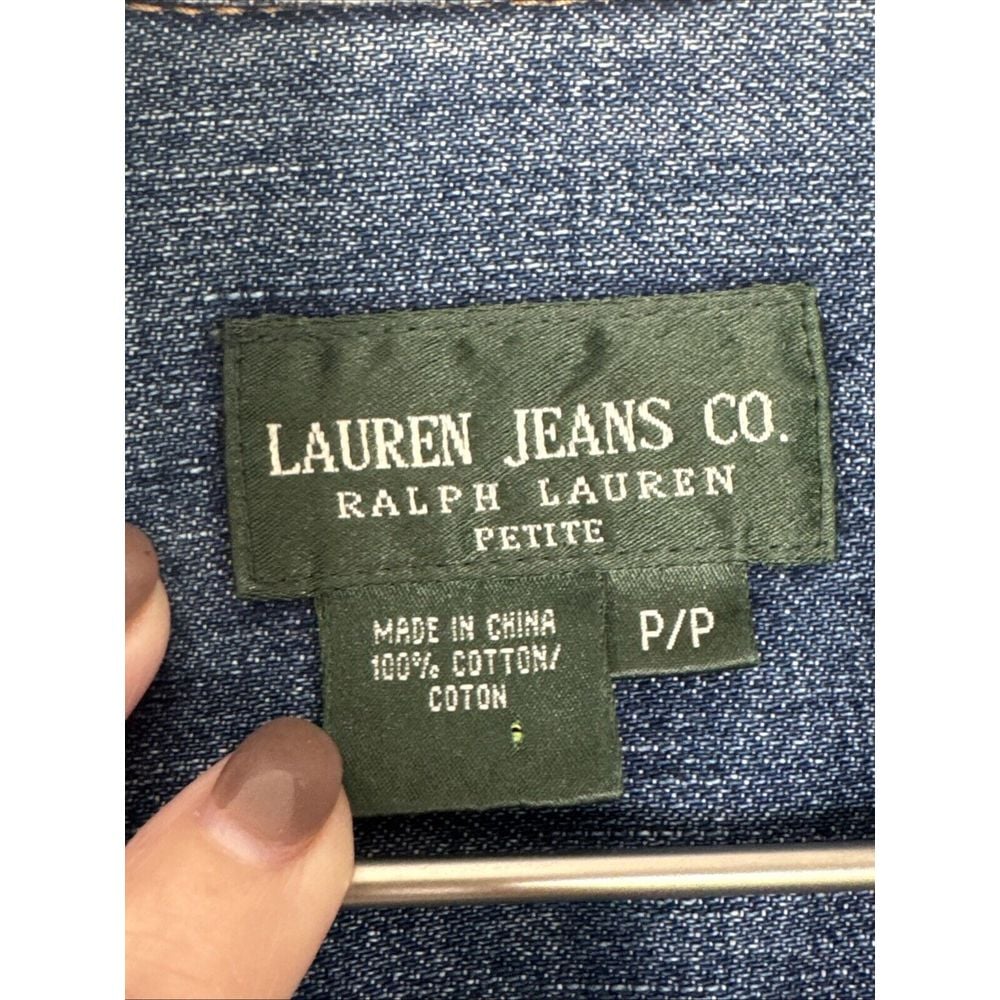 LAUREN JEANS CO.
RALPH LAUREN
PETITE
MADE IN CHINA
100% COTTON/
COTON
P/P